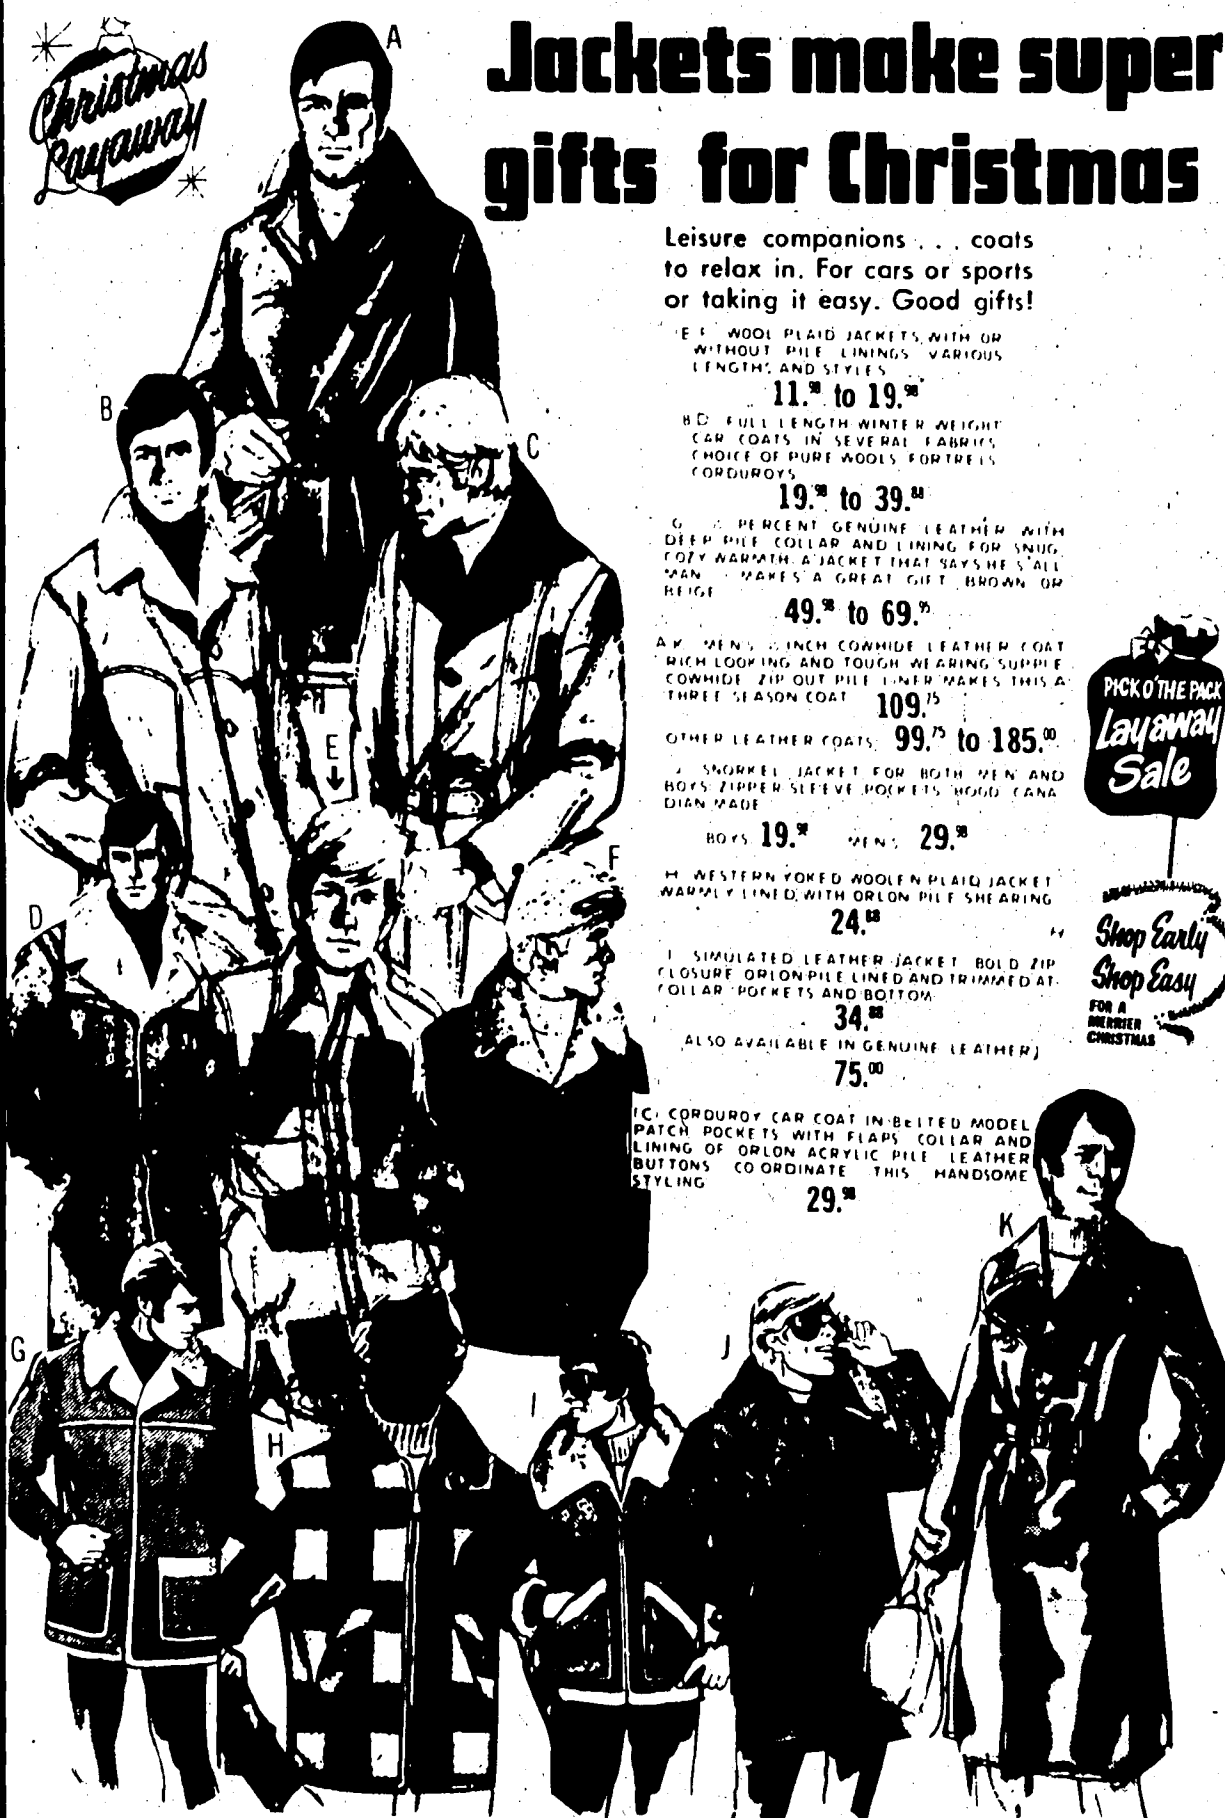 Christmas
Layaway
Jackets make super
gifts for Christmas
Leisure companions . . . coats
to relax in. For cars or sports
or taking it easy. Good gifts!
E F WOOL PLAID JACKETS WITH OR
WITHOUT PILE LININGS VARIOUS
LENGTHS AND STYLES
11.98 to 19.98
B D FULL LENGTH WINTER WEIGHT
CAR COATS IN SEVERAL FABRICS
CHOICE OF PURE WOOLS FORTRELS
CORDUROYS
19.98 to 39.88
G PERCENT GENUINE LEATHER WITH
DEEP PILE COLLAR AND LINING FOR SNUG
COZY WARMTH A JACKET THAT SAYS HE S ALL
MAN MAKES A GREAT GIFT BROWN OR
BEIGE
49.98 to 69.95
A K MEN S INCH COWHIDE LEATHER COAT
RICH LOOKING AND TOUGH WEARING SUPPLE
COWHIDE ZIP OUT PILE LINER MAKES THIS A
THREE SEASON COAT 109.75
OTHER LEATHER COATS 99.75 to 185.00
J SNORKEL JACKET FOR BOTH MEN AND
BOYS ZIPPER SLEEVE POCKETS HOOD CANA
DIAN MADE
BOYS 19.98 MENS 29.98
H WESTERN YOKED WOOLEN PLAID JACKET
WARMLY LINED WITH ORLON PILE SHEARING
24.88
I SIMULATED LEATHER JACKET BOLD ZIP
CLOSURE ORLON PILE LINED AND TRIMMED AT
COLLAR POCKETS AND BOTTOM
34.88
ALSO AVAILABLE IN GENUINE LEATHER)
75.00
(C) CORDUROY CAR COAT IN BELTED MODEL
PATCH POCKETS WITH FLAPS COLLAR AND
LINING OF ORLON ACRYLIC PILE LEATHER
BUTTONS CO ORDINATE THIS HANDSOME
STYLING
29.98
PICK O' THE PACK
Layaway
Sale
Shop Early
Shop Easy
FOR A
MERRIER
CHRISTMAS
A
B
C
D
E
F
G
H
I
J
K